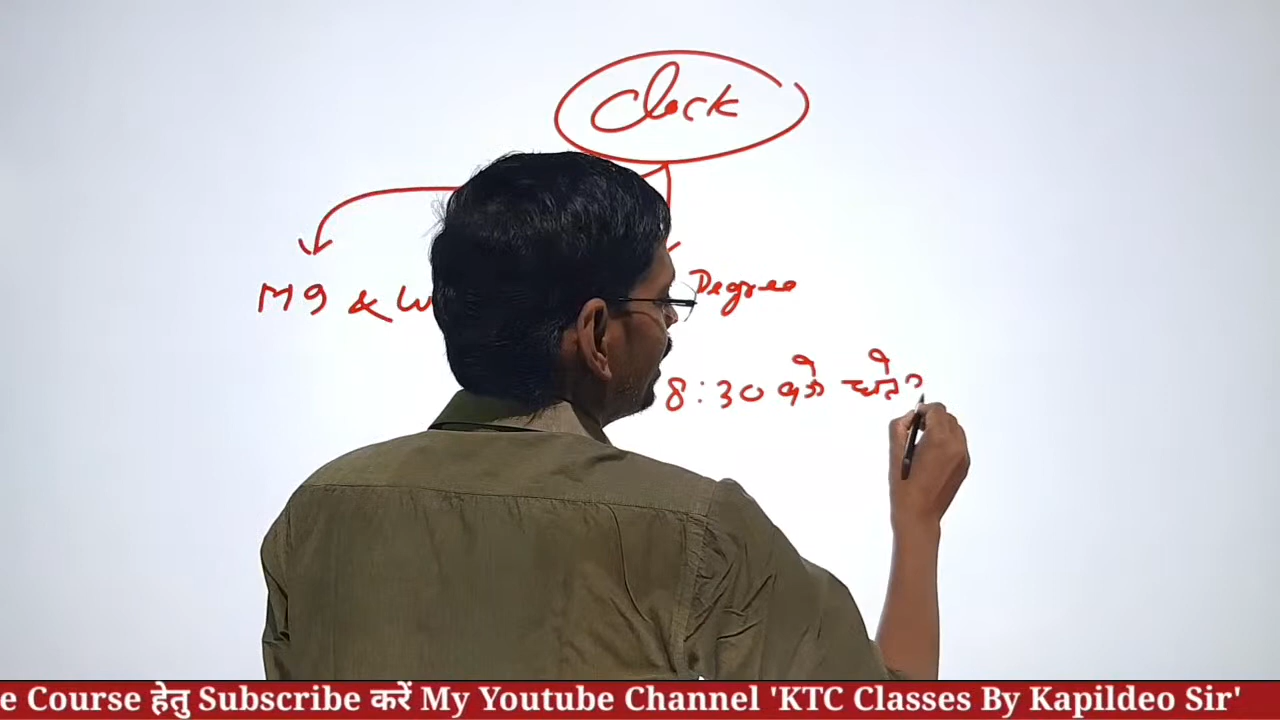 Clock
M9 & W
Degree
8:30 बजे
e Course हेतु Subscribe करें My Youtube Channel 'KTC Classes By Kapildeo Sir'